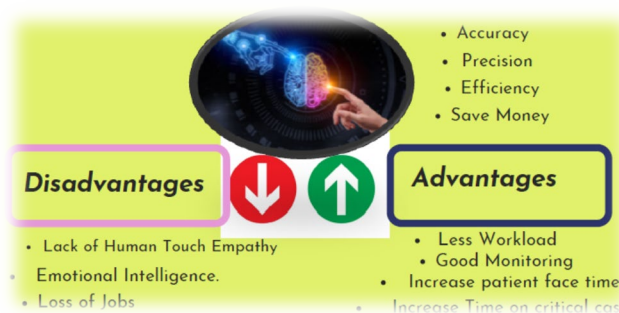 Accuracy
Precision
Efficiency
Save Money
Disadvantages
Advantages
Lack of Human Touch Empathy
Emotional Intelligence.
Loss of Jobs
Less Workload
Good Monitoring
Increase patient face time
Increase Time on critical cas